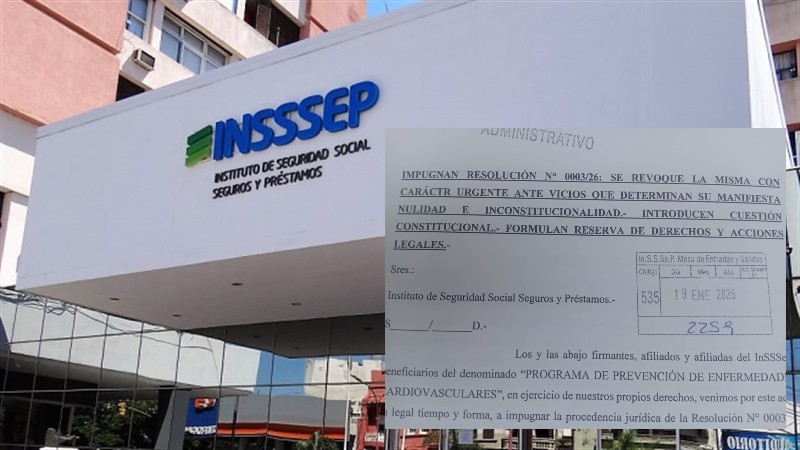 INSSSEP
INSTITUTO DE SEGURIDAD SOCIAL
SEGUROS Y PRÉSTAMOS
ADMINISTRATIVO
IMPUGNAN RESOLUCIÓN N° 0003/26: SE REVOQUE LA MISMA CON
CARÁCTR URGENTE ANTE VICIOS QUE DETERMINAN SU MANIFIESTA
NULIDAD E INCONSTITUCIONALIDAD.- INTRODUCEN CUESTIÓN
CONSTITUCIONAL.- FORMULAN RESERVA DE DERECHOS Y ACCIONES
LEGALES.-
In.S.S.Se.P. Mesa de Entradas y Salidas
Código Día Mes Año
535 19 ENE 2026
2259
Sres.:
Instituto de Seguridad Social Seguros y Préstamos.-
S______/______D.-
Los y las abajo firmantes, afiliados y afiliadas del InSSSe
eneficiarios del denominado “PROGRAMA DE PREVENCIÓN DE ENFERMEDAD
ARDIOVASCULARES”, en ejercicio de nuestros propios derechos, venimos por este ac
legal tiempo y forma, a impugnar la procedencia jurídica de la Resolución N° 0003